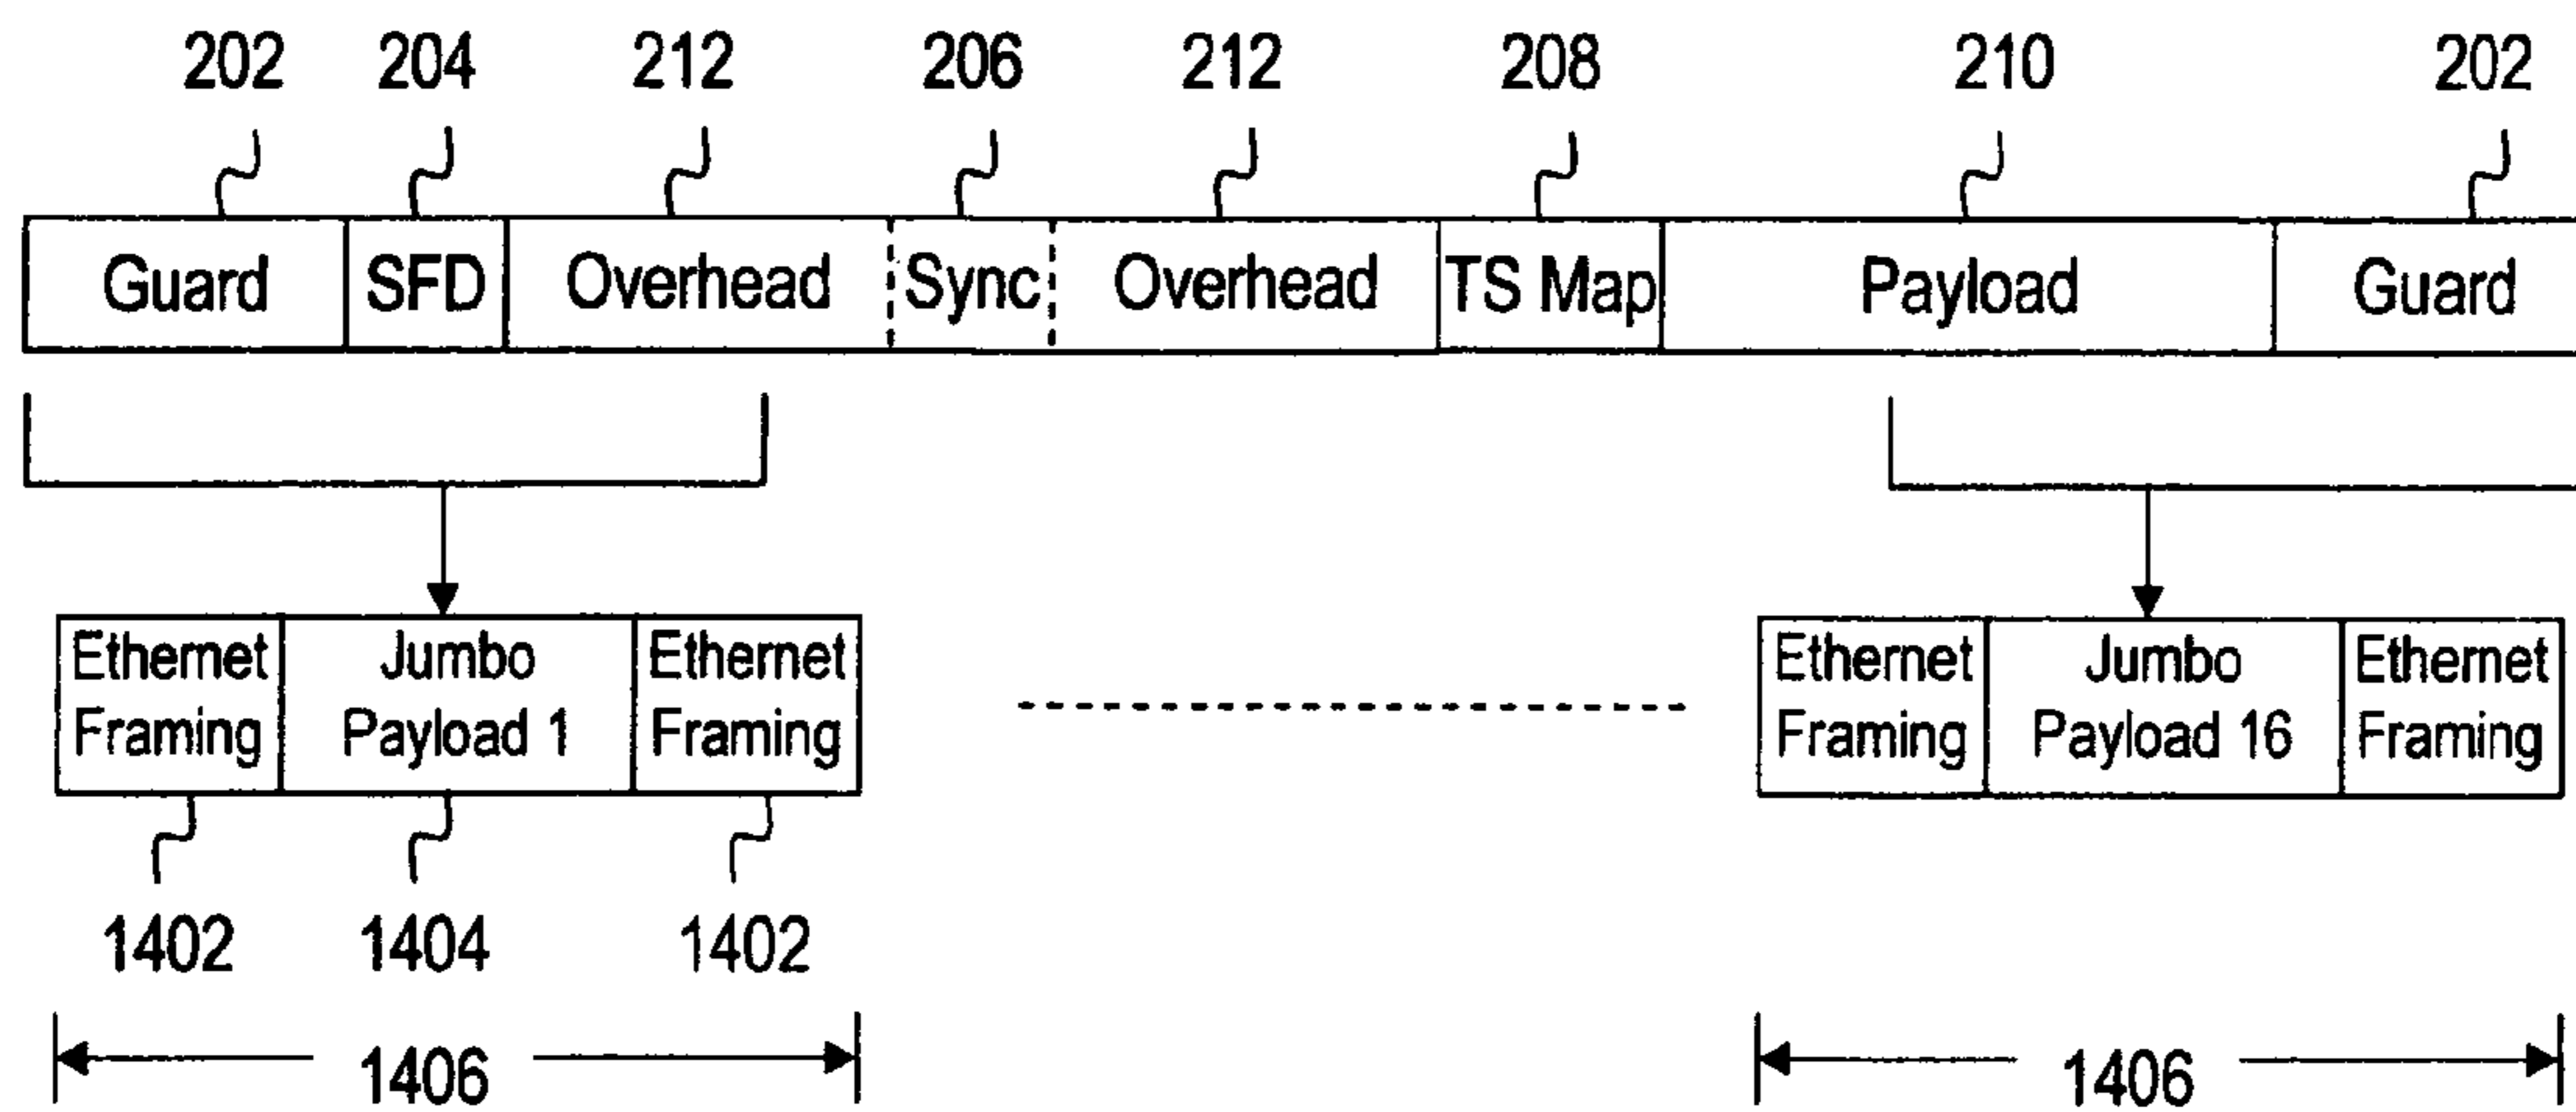 202 204 212 206 212 208 210 202
Guard SFD Overhead Sync Overhead TS Map Payload Guard
Ethernet Jumbo Ethernet Ethernet Jumbo Ethernet
Framing Payload 1 Framing Framing Payload 16 Framing
1402 1404 1402
1406 1406